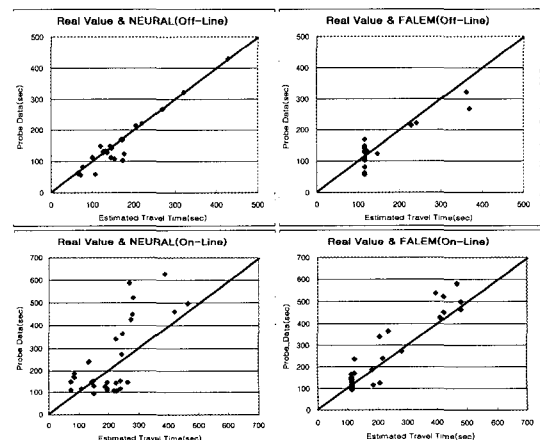 Real Value & NEURAL(Off-Line)
Probe Data(sec)
500
400
300
200
100
0
0 100 200 300 400 500
Estimated Travel Time(sec)
Real Value & FALEM(Off-Line)
Probe Data(sec)
500
400
300
200
100
0
0 100 200 300 400 500
Estimated Travel Time(sec)
Real Value & NEURAL(On-Line)
Probe Data(sec)
700
600
500
400
300
200
100
0
0 100 200 300 400 500 600 700
Estimated Travel Time(sec)
Real Value & FALEM(On-Line)
Probe_Data(sec)
700
600
500
400
300
200
100
0
0 100 200 300 400 500 600 700
Estimated Travel Time(sec)